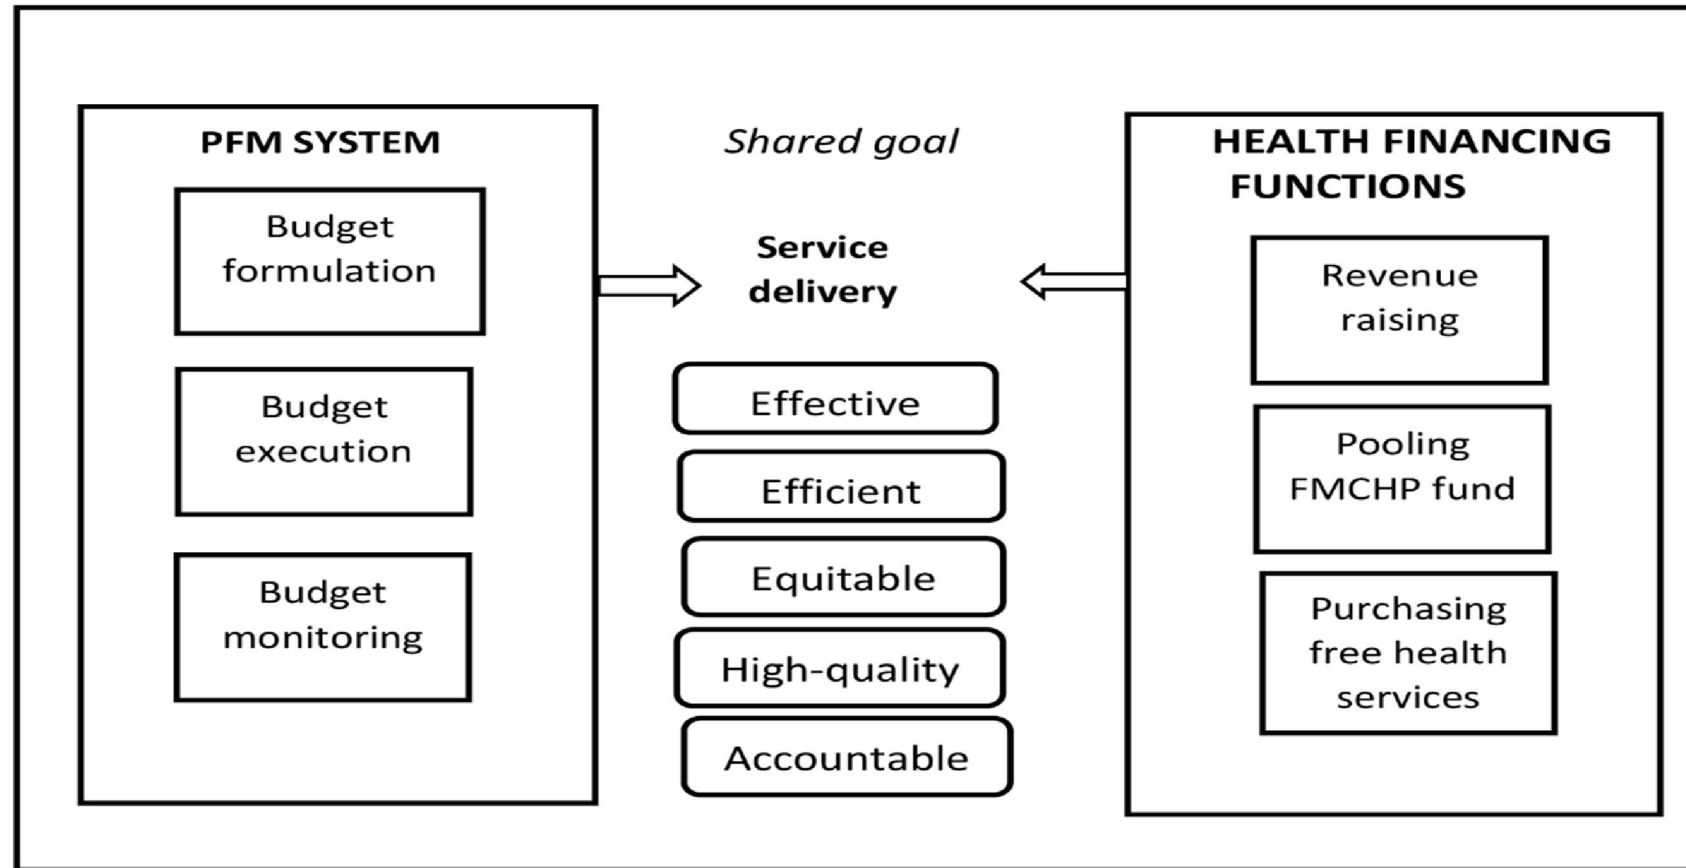 PFM SYSTEM
Budget
formulation
Budget
execution
Budget
monitoring
Shared goal
Service
delivery
Effective
Efficient
Equitable
High-quality
Accountable
HEALTH FINANCING
FUNCTIONS
Revenue
raising
Pooling
FMCHP fund
Purchasing
free health
services